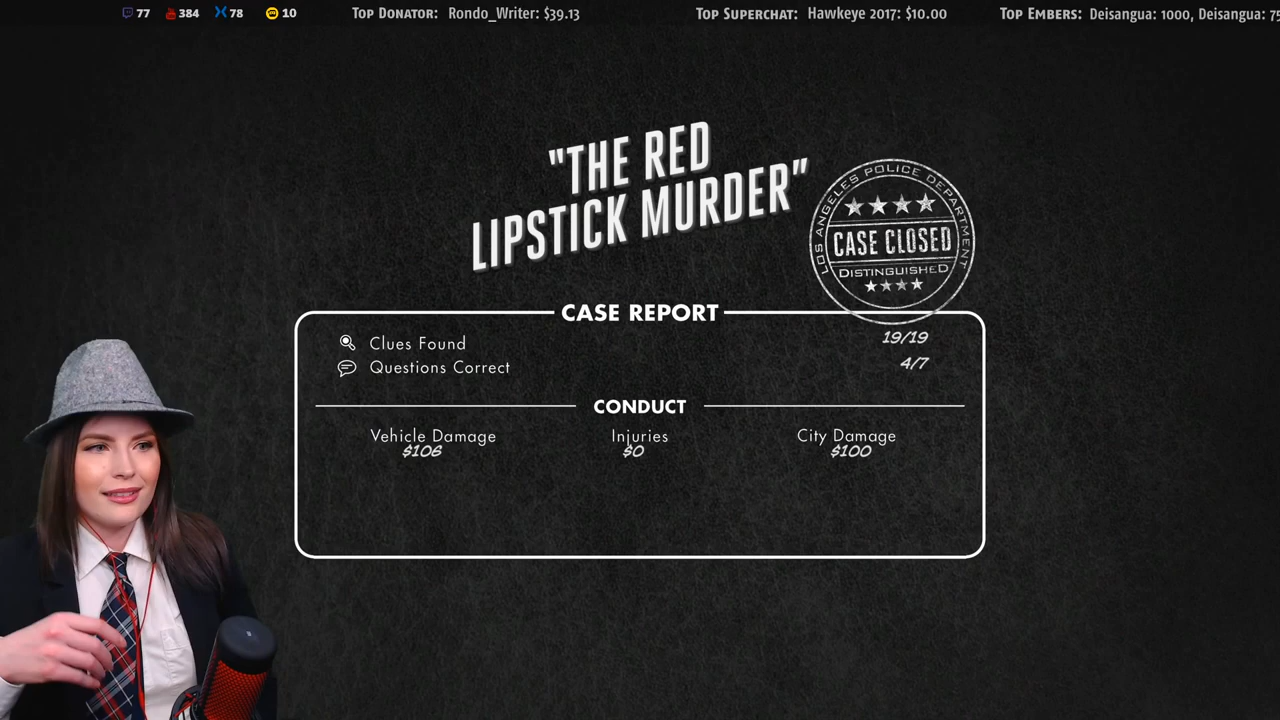 77 384 78 10 TOP DONATOR: Rondo_Writer: $39.13 TOP SUPERCHAT: Hawkeye 2017: $10.00 TOP EMBERS: Deisangua: 1000, Deisangua:
"THE RED
LIPSTICK MURDER"
LOS ANGELES POLICE DEPARTMENT
CASE CLOSED
DISTINGUISHED
CASE REPORT
Clues Found 19/19
Questions Correct 4/7
CONDUCT
Vehicle Damage Injuries City Damage
$106 $0 $100